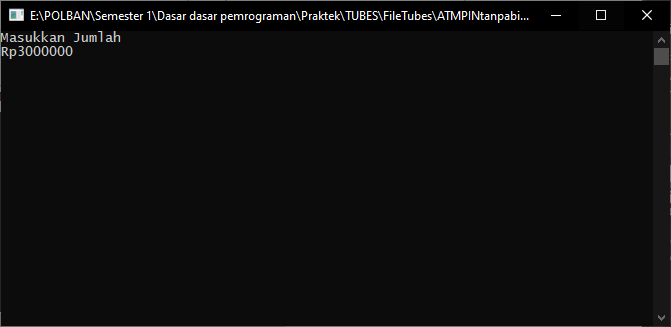 E:\POLBAN\Semester 1\Dasar dasar pemrograman\Praktek\TUBES\FileTubes\ATMPINtanpabi...
Masukkan Jumlah
Rp3000000